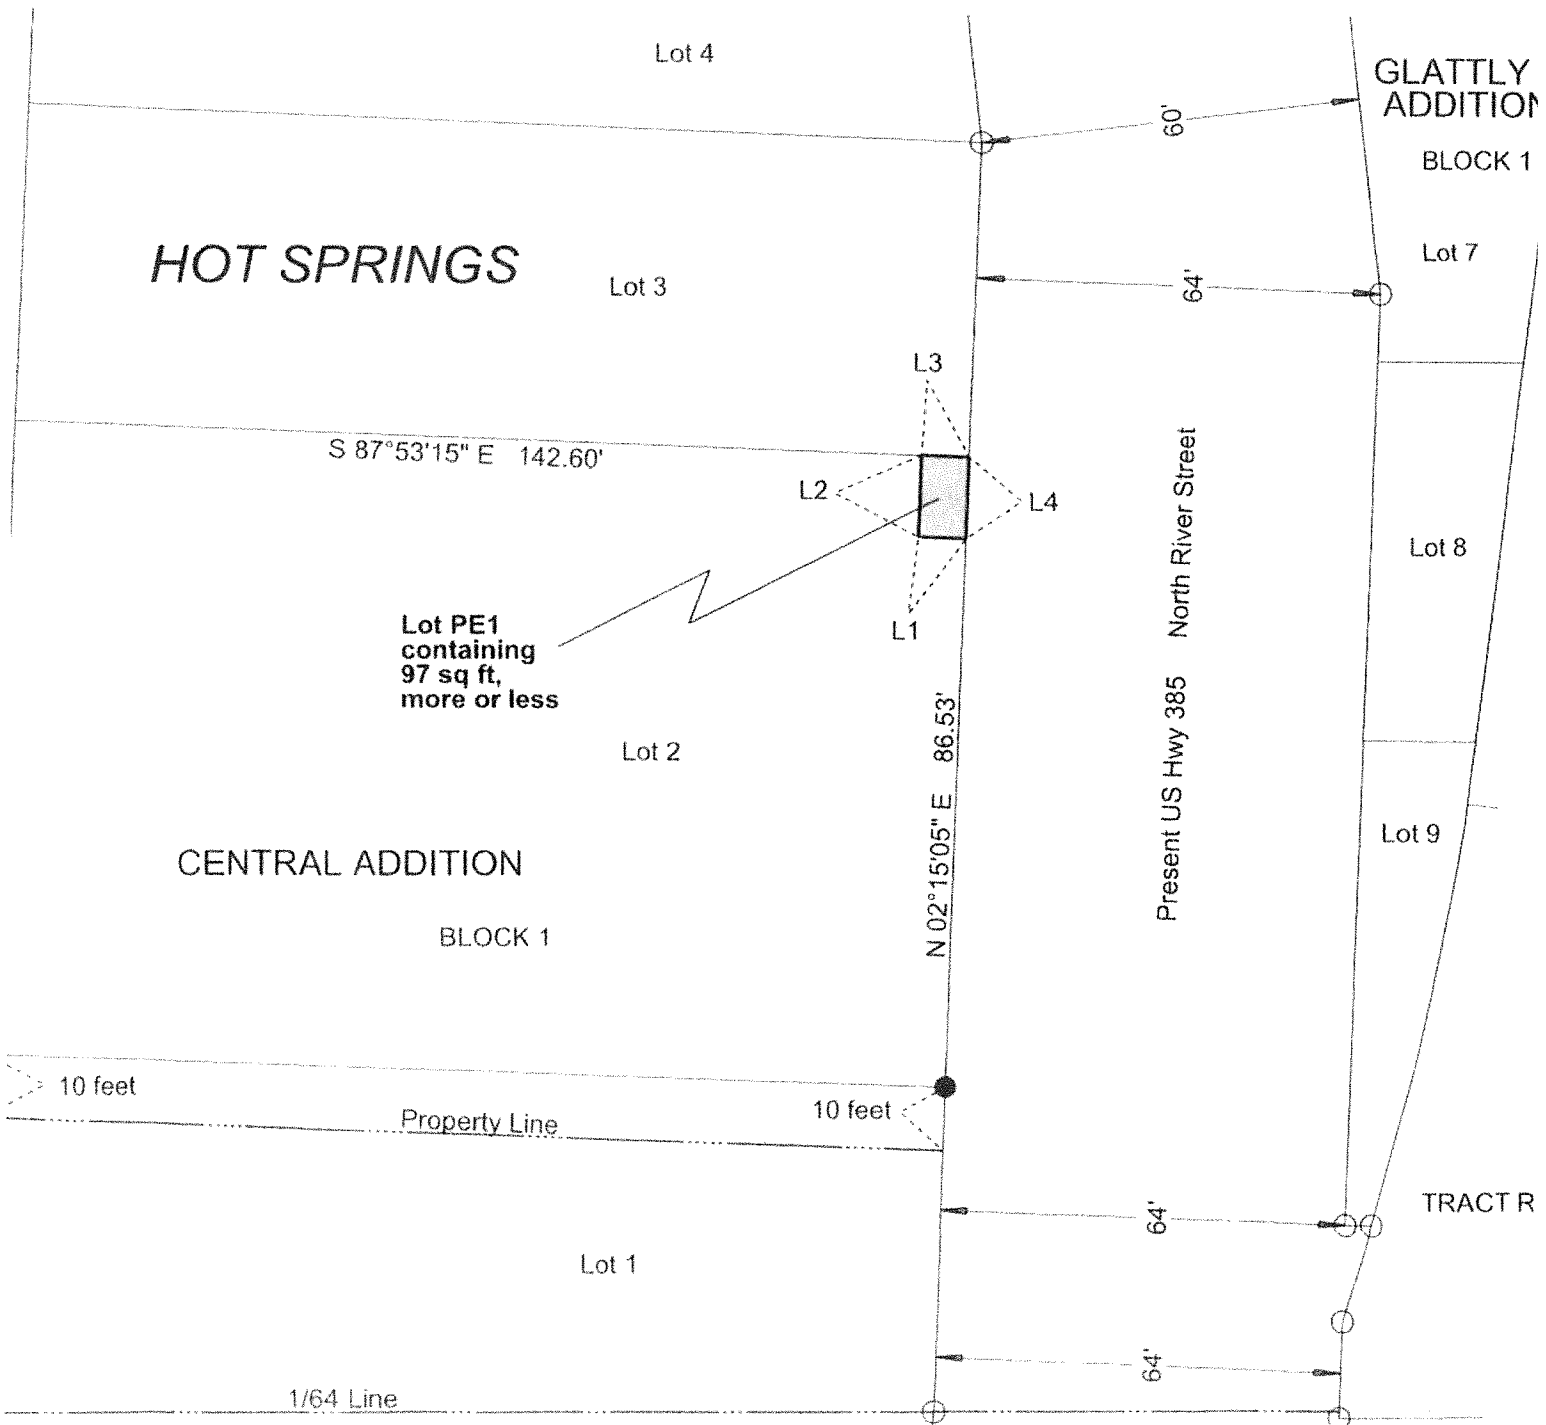 Lot 4
GLATTLY
ADDITION
60'
BLOCK 1
HOT SPRINGS
Lot 3
Lot 7
64'
L3
S 87°53'15" E 142.60'
L2
L4
Present US Hwy 385 North River Street
Lot 8
Lot PE1
containing
97 sq ft,
more or less
L1
N 02°15'05" E 86.53'
Lot 2
Lot 9
CENTRAL ADDITION
BLOCK 1
10 feet
Property Line
10 feet
TRACT R
64'
Lot 1
64'
1/64 Line